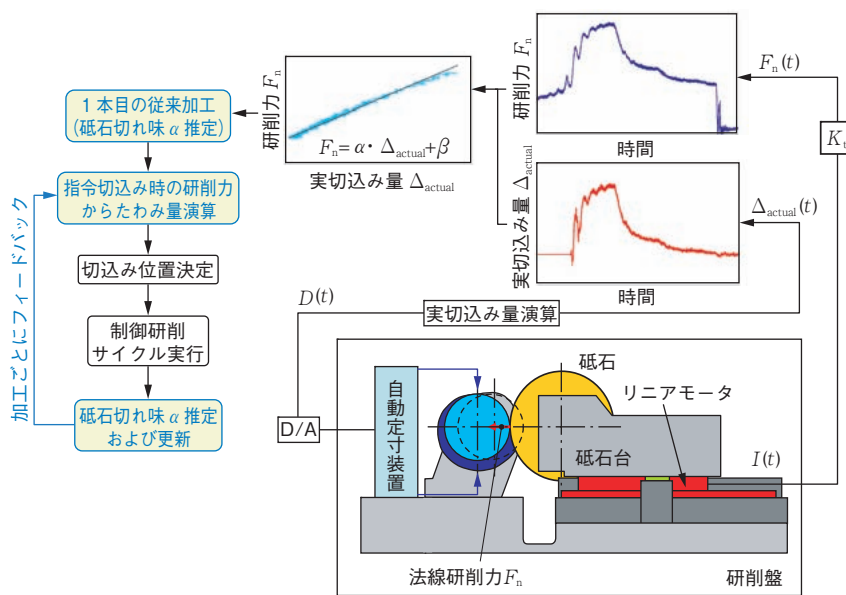 1本目の従来加工
(砥石切れ味α推定)
指令切込み時の研削力
からたわみ量演算
切込み位置決定
制御研削
サイクル実行
砥石切れ味α推定
および更新
加工ごとにフィードバック
研削力 Fn
Fn=α・Δactual+β
実切込み量 Δactual
研削力 Fn
時間
Fn(t)
Kt
実切込み量 Δactual
時間
Δactual(t)
D(t)
実切込み量演算
D/A
自動定寸装置
砥石
リニアモータ
砥石台
I(t)
法線研削力Fn
研削盤